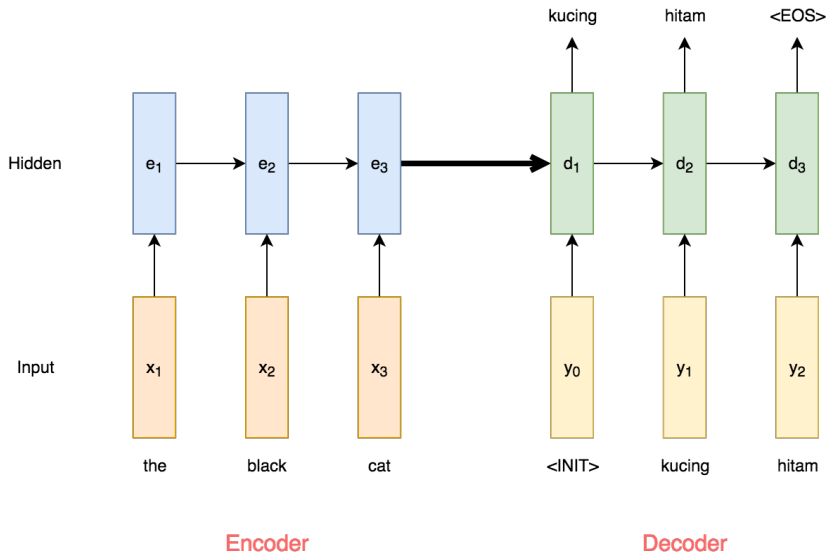 kucing hitam <EOS>
Hidden e₁ e₂ e₃ d₁ d₂ d₃
Input x₁ x₂ x₃ y₀ y₁ y₂
the black cat <INIT> kucing hitam
Encoder Decoder